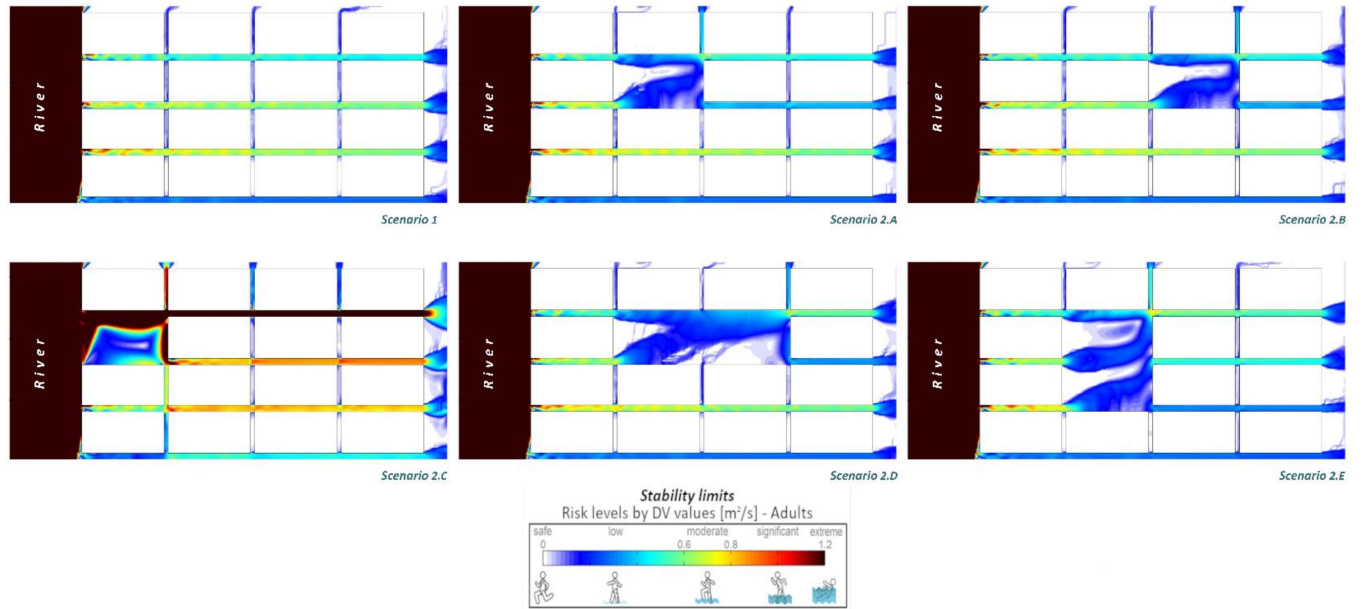 River
River
River
Scenario 1
Scenario 2.A
Scenario 2.B
River
River
River
Scenario 2.C
Scenario 2.D
Scenario 2.E
Stability limits
Risk levels by DV values [m²/s] - Adults
safe low moderate significant extreme
0 0.6 0.8 1.2